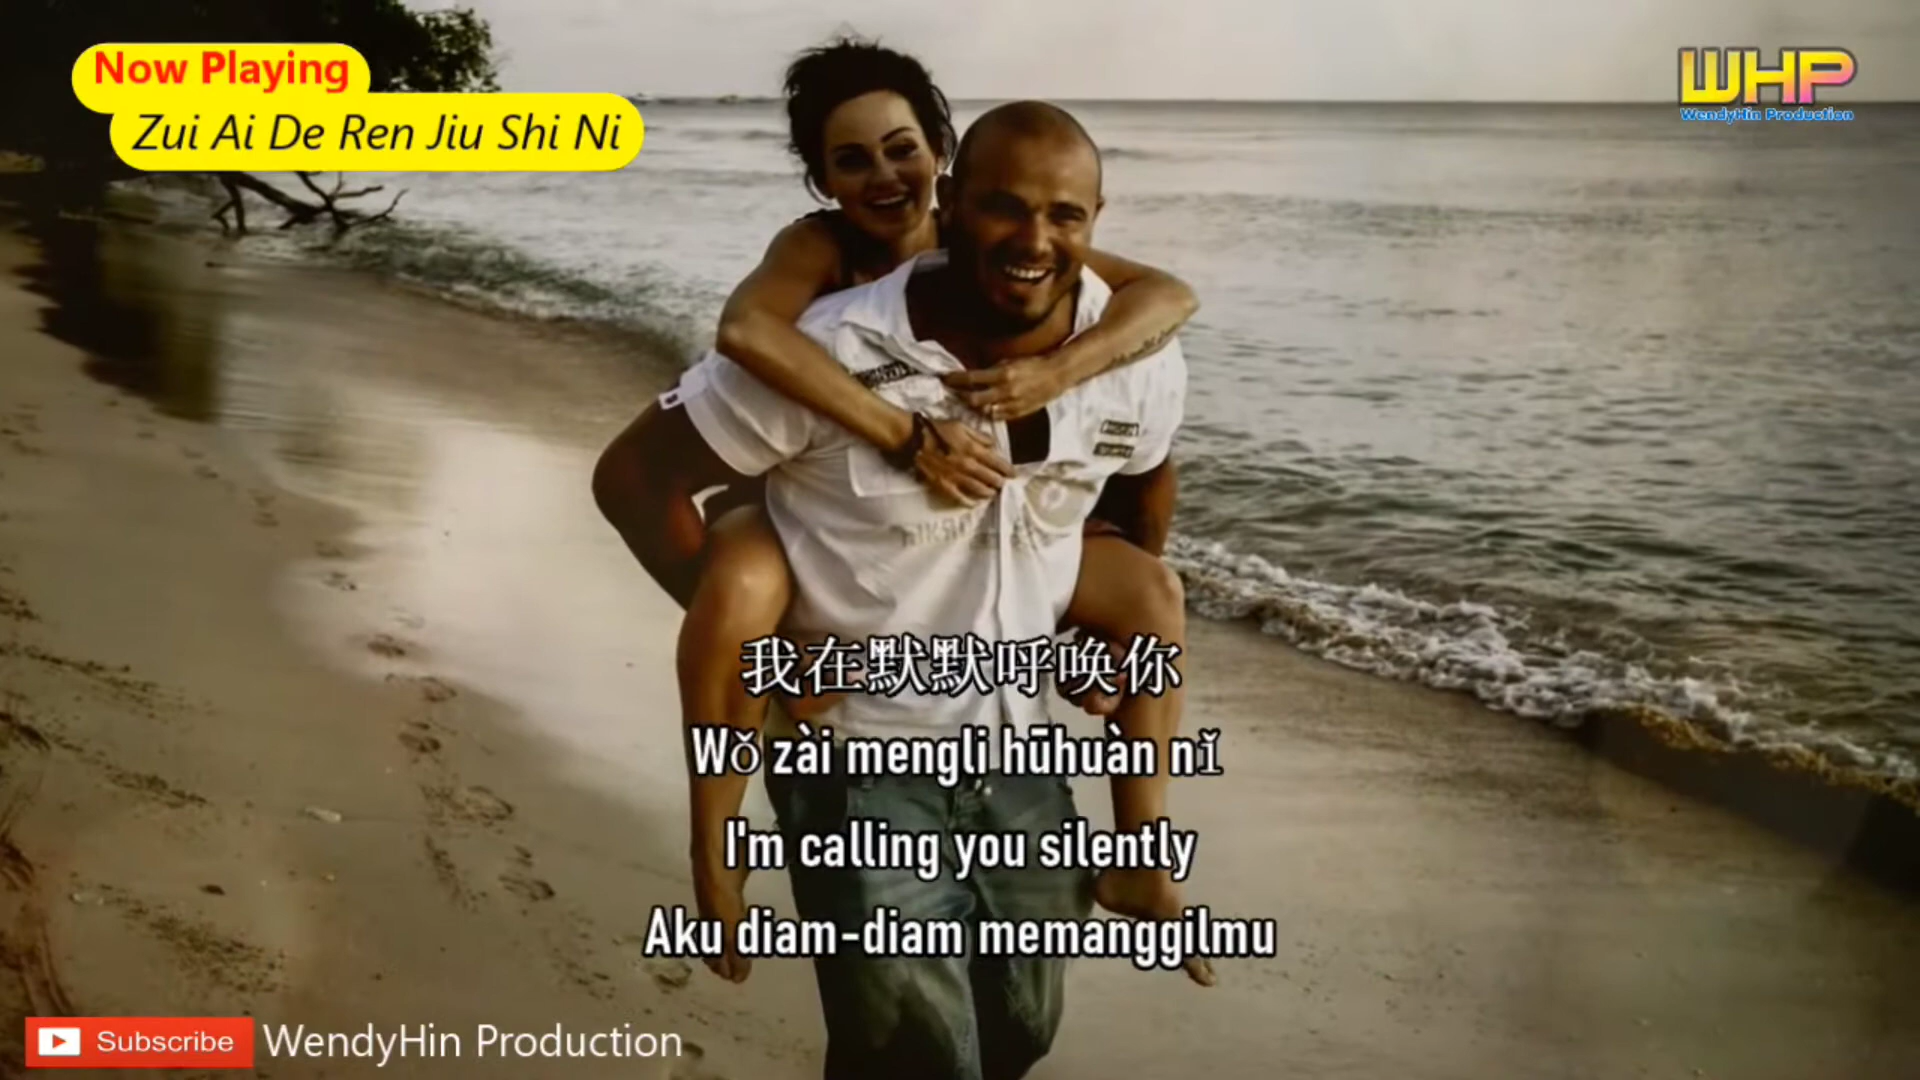 Now Playing
Zui Ai De Ren Jiu Shi Ni
WHP
WendyHin Production
我在默默呼唤你
Wǒ zài mengli hūhuàn nǐ
I'm calling you silently
Aku diam-diam memanggilmu
Subscribe WendyHin Production